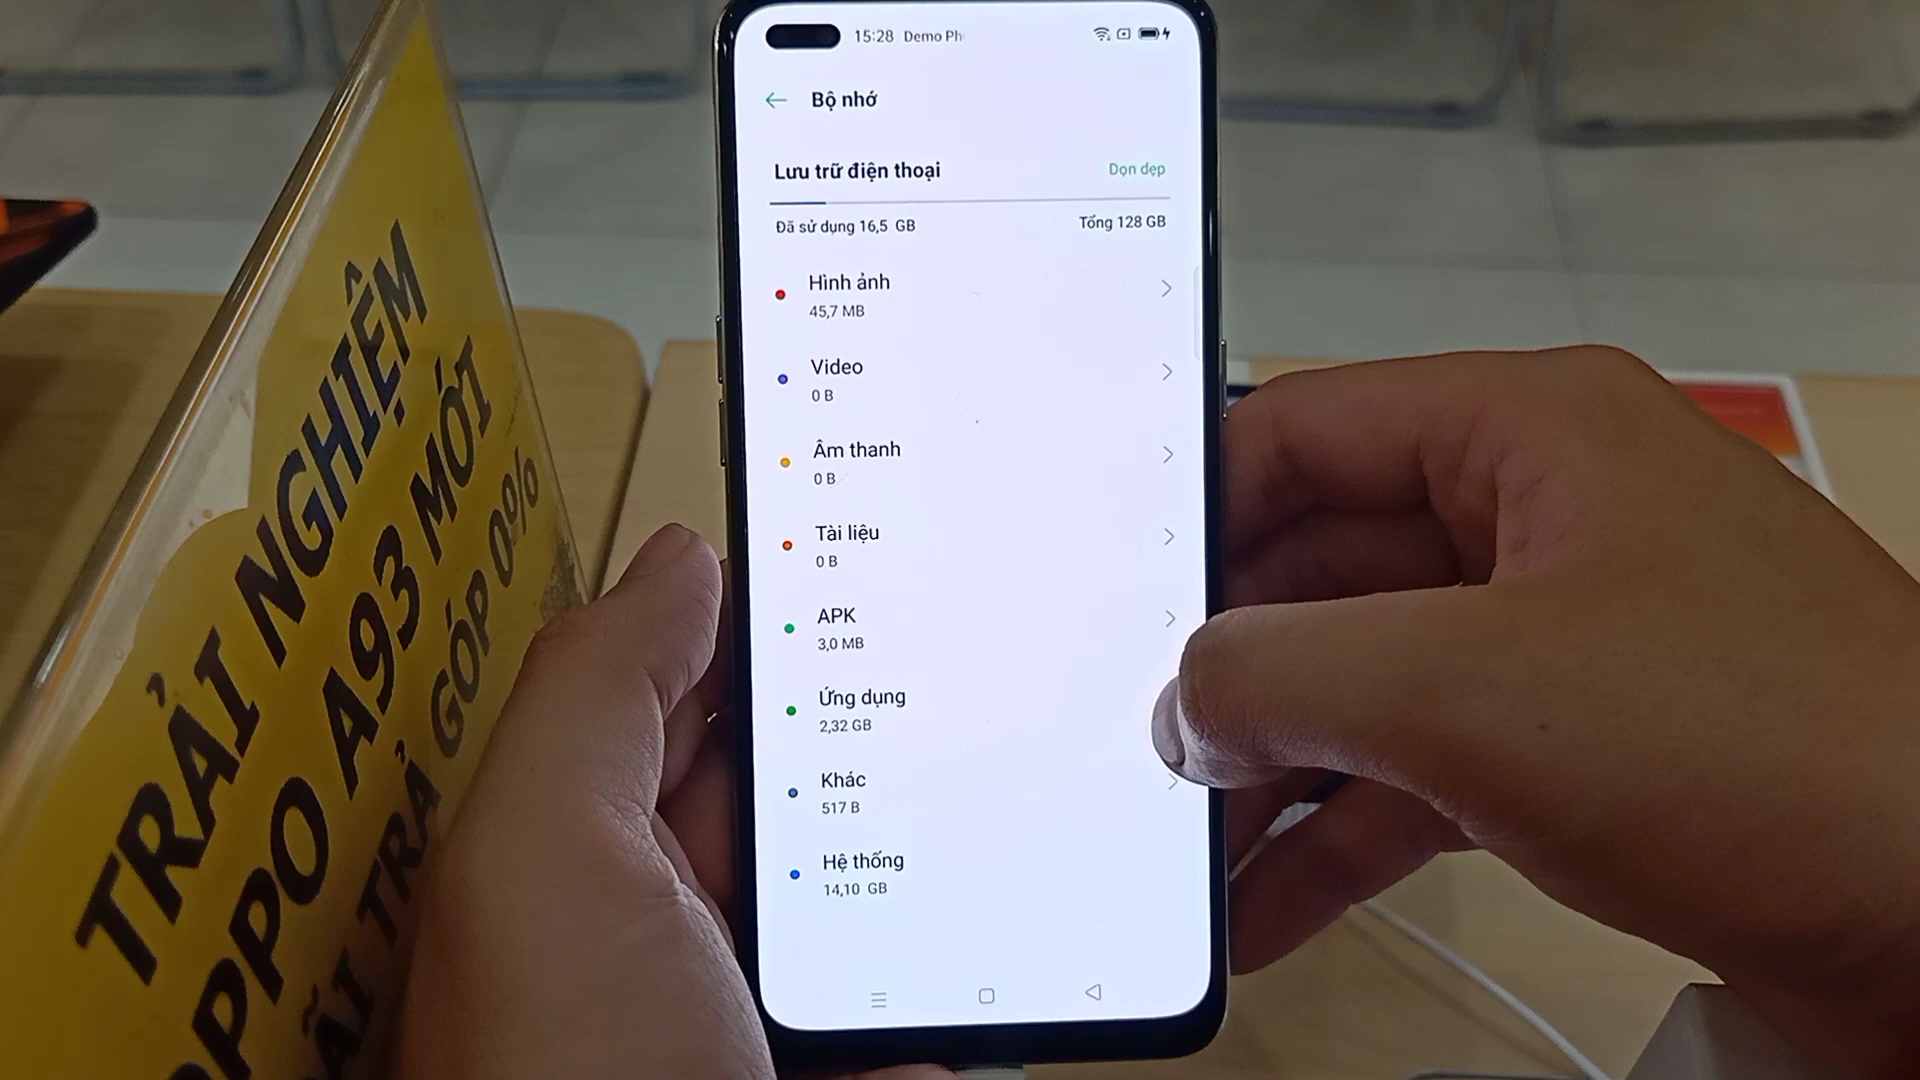 15:28 Demo Ph
Bộ nhớ
Lưu trữ điện thoại
Dọn dẹp
Đã sử dụng 16,5 GB
Tổng 128 GB
Hình ảnh
45,7 MB
Video
0 B
Âm thanh
0 B
Tài liệu
0 B
APK
3,0 MB
Ứng dụng
2,32 GB
Khác
517 B
Hệ thống
14,10 GB
TRẢI NGHIỆM
OPPO A93 MỚI
TRẢ GÓP 0%